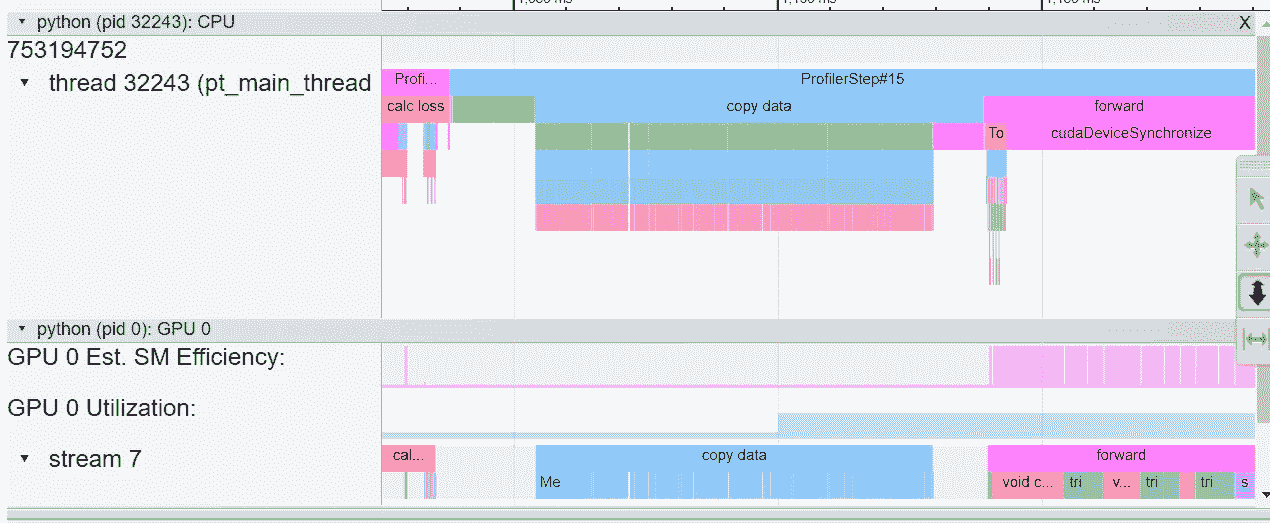 python (pid 32243): CPU X
753194752
thread 32243 (pt_main_thread
Profi... ProfilerStep#15
calc loss copy data forward
To cudaDeviceSynchronize
python (pid 0): GPU 0
GPU 0 Est. SM Efficiency:
GPU 0 Utilization:
stream 7
cal... copy data forward
Me void c... tri v... tri tri s